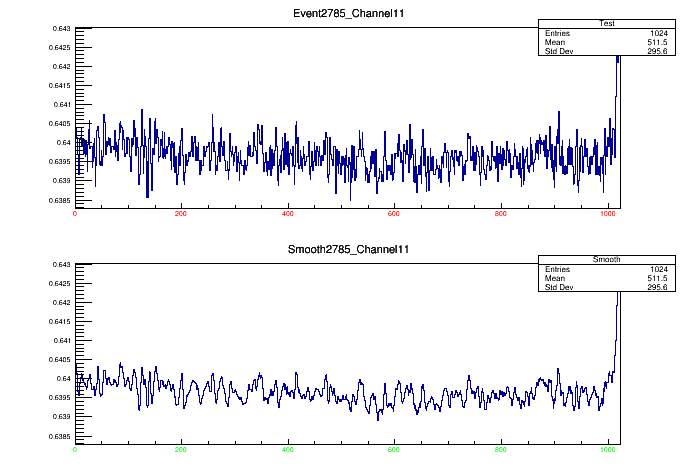 Event2785_Channel11
Test
Entries 1024
Mean 511.5
Std Dev 295.6
0.643
0.6425
0.642
0.6415
0.641
0.6405
0.64
0.6395
0.639
0.6385
0 200 400 600 800 1000
Smooth2785_Channel11
Smooth
Entries 1024
Mean 511.5
Std Dev 295.6
0.643
0.6425
0.642
0.6415
0.641
0.6405
0.64
0.6395
0.639
0.6385
0 200 400 600 800 1000